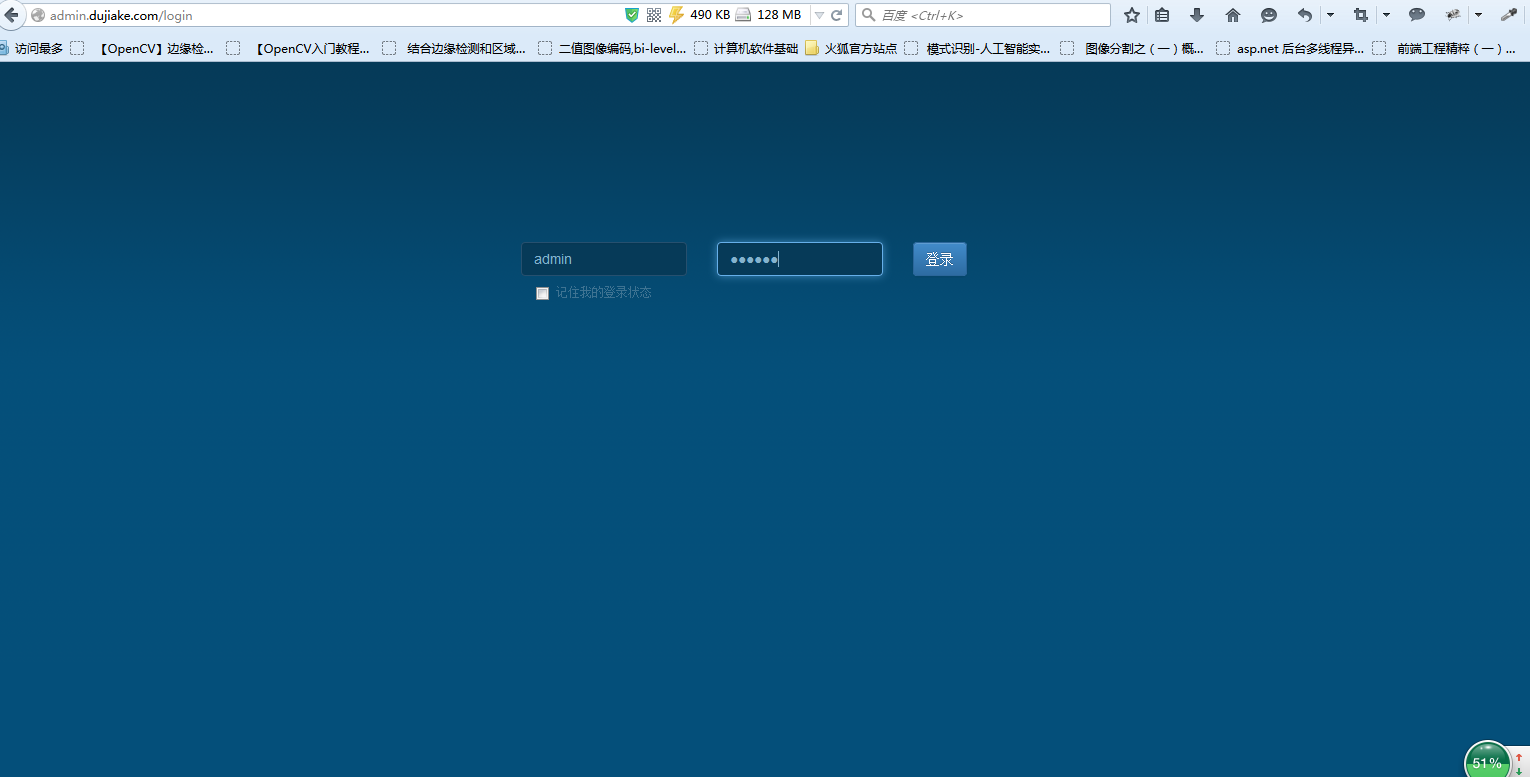 admin.dujiake.com/login 490 KB 128 MB 百度 <Ctrl+K>
访问最多 【OpenCV】边缘检... 【OpenCV入门教程... 结合边缘检测和区域... 二值图像编码,bi-level... 计算机软件基础 火狐官方站点 模式识别-人工智能实... 图像分割之（一）概... asp.net 后台多线程异... 前端工程精粹（一）...
admin ●●●●●● 登录
记住我的登录状态
51%